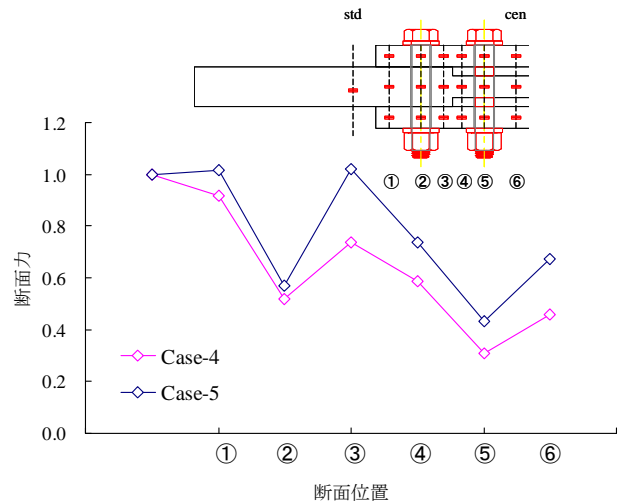 std cen
① ② ③ ④ ⑤ ⑥
1.2
1.0
0.8
0.6
0.4
0.2
0.0
断面力
Case-4
Case-5
① ② ③ ④ ⑤ ⑥
断面位置